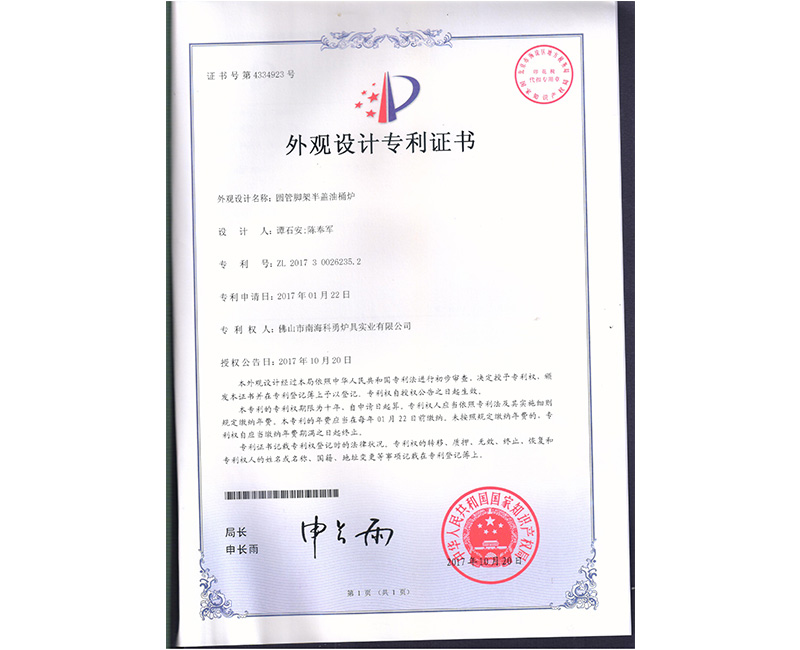 证书号第4334923号
外观设计专利证书
外观设计名称：圆管脚架半盖油桶炉
设 计 人：谭石安;陈奉军
专 利 号：ZL 2017 3 0026235.2
专利申请日：2017年01月22日
专 利 权 人：佛山市南海科勇炉具实业有限公司
授权公告日：2017年10月20日
本外观设计经过本局依照中华人民共和国专利法进行初步审查，决定授予专利权，颁
发本证书并在专利登记簿上予以登记。专利权自授权公告之日起生效。
本专利的专利权期限为十年，自申请日起算。专利权人应当依照专利法及其实施细则
规定缴纳年费。本专利的年费应当在每年01月22日前缴纳。未按照规定缴纳年费的，专
利权自应当缴纳年费期满之日起终止。
专利证书记载专利权登记时的法律状况。专利权的转移、质押、无效、终止、恢复和
专利权人的姓名或名称、国籍、地址变更等事项记载在专利登记簿上。
局长
申长雨
申长雨
中华人民共和国国家知识产权局
2017年10月20日
第1页（共1页）